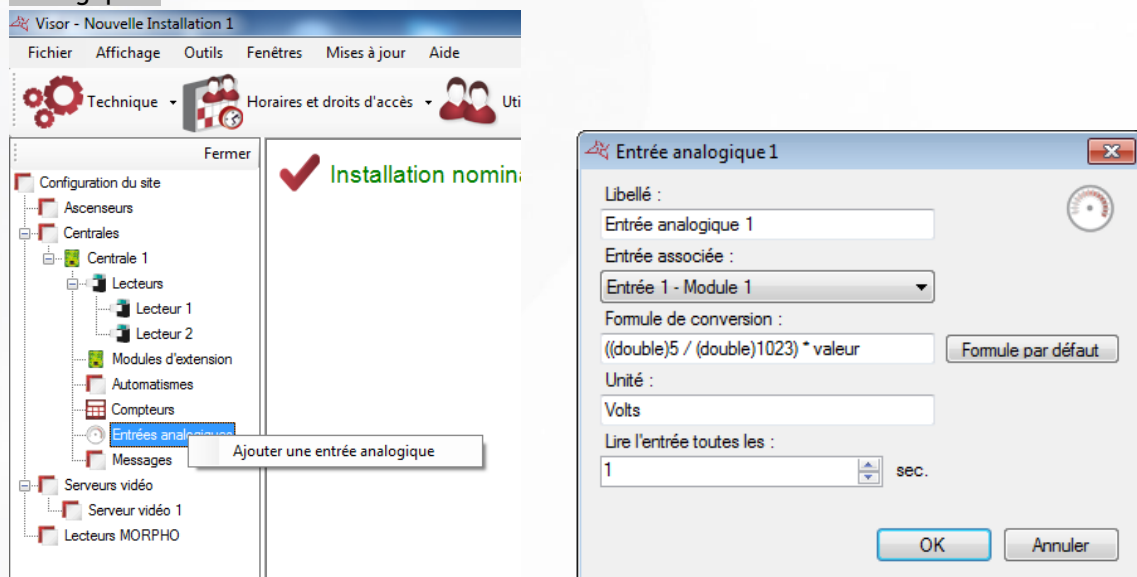 Visor - Nouvelle Installation 1
Fichier Affichage Outils Fenêtres Mises à jour Aide
Technique Horaires et droits d'accès Uti
Fermer
Configuration du site
Ascenseurs
Centrales
Centrale 1
Lecteurs
Lecteur 1
Lecteur 2
Modules d'extension
Automatismes
Compteurs
Entrées analogiques
Messages
Serveurs vidéo
Serveur vidéo 1
Lecteurs MORPHO
Installation nomina
Ajouter une entrée analogique
Entrée analogique 1
Libellé :
Entrée analogique 1
Entrée associée :
Entrée 1 - Module 1
Formule de conversion :
((double)5 / (double)1023) * valeur Formule par défaut
Unité :
Volts
Lire l'entrée toutes les :
1 sec.
OK Annuler